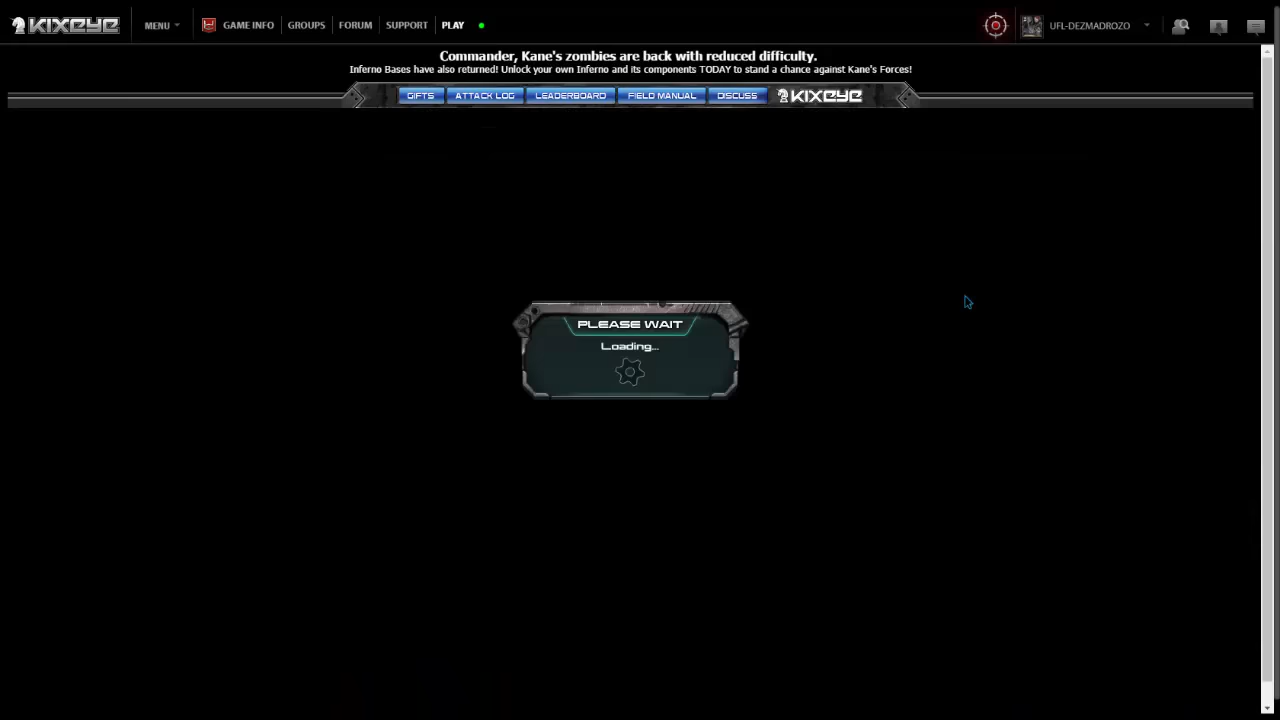 KIXEYE MENU GAME INFO GROUPS FORUM SUPPORT PLAY UFL-DEZMADROZO
Commander, Kane's zombies are back with reduced difficulty.
Inferno Bases have also returned! Unlock your own Inferno and its components TODAY to stand a chance against Kane's Forces!
GIFTS ATTACK LOG LEADERBOARD FIELD MANUAL DISCUSS KIXEYE
PLEASE WAIT
Loading...